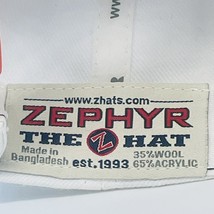 www.zhats.com
ZEPHYR
THE Z HAT
Made in Bangladesh
est.1993
35%WOOL
65%ACRYLIC